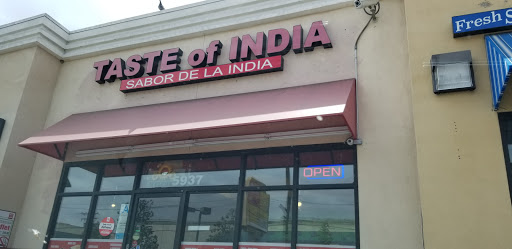 TASTE of INDIA
SABOR DE LA INDIA
Fresh S
5937
OPEN